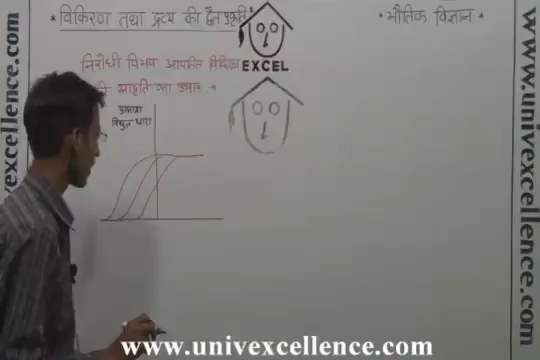 * विकिरण तथा द्रव्य की द्वैत प्रकृति *
* भौतिक विज्ञान *
निरोधी विभव आपतित विकिरण
की आवृति का प्रभाव →
EXCEL
प्रकाश
विद्युत धारा
www.univexcellence.com
www.univexcellence.com
www.univexcellence.com